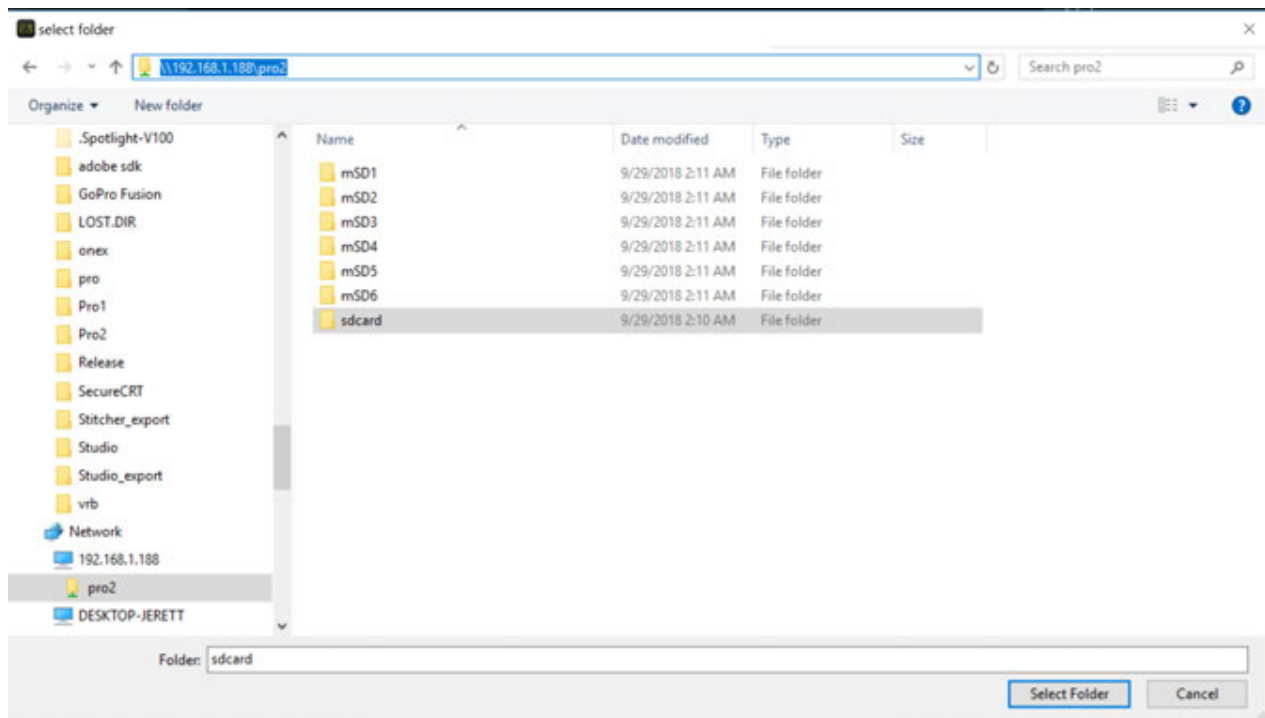 select folder
\\192.168.1.188\pro2
Search pro2
Organize New folder
.Spotlight-V100
adobe sdk
GoPro Fusion
LOST.DIR
onex
pro
Pro1
Pro2
Release
SecureCRT
Stitcher_export
Studio
Studio_export
vrb
Network
192.168.1.188
pro2
DESKTOP-JERETT
Name Date modified Type Size
mSD1 9/29/2018 2:11 AM File folder
mSD2 9/29/2018 2:11 AM File folder
mSD3 9/29/2018 2:11 AM File folder
mSD4 9/29/2018 2:11 AM File folder
mSD5 9/29/2018 2:11 AM File folder
mSD6 9/29/2018 2:11 AM File folder
sdcard 9/29/2018 2:10 AM File folder
Folder: sdcard
Select Folder Cancel